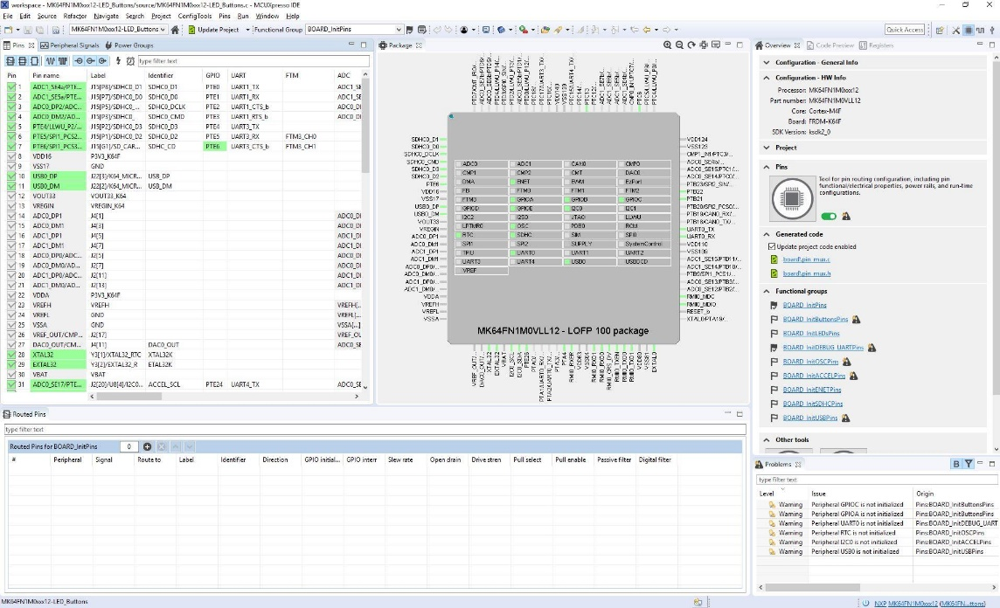 workspace - MK64FN1M0xxx12-LED_Buttons/source/MK64FN1M0xxx12-LED_Buttons.c - MCUXpresso IDE
File Edit Source Refactor Navigate Search Project ConfigTools Pins Run Window Help
MK64FN1M0xxx12-LED_Buttons Update Project Functional Group BOARD_InitPins Quick Access
Pins Peripheral Signals Power Groups
type filter text
Pin Pin name Label Identifier GPIO UART FTM ADC
1 ADC1_SE4a/PTE... J15[P8]/SDHC0_D1 SDHC0_D1 PTE0 UART1_TX ADC1_SE
2 ADC1_SE5a/PTE... J15[P7]/SDHC0_D0 SDHC0_D0 PTE1 UART1_RX ADC1_SE
3 ADC0_DP2/ADC... J15[P5]/SDHC0_DCLK SDHC0_DCLK PTE2 UART1_CTS_b ADC0_D
4 ADC0_DM2/AD... J15[P3]/SDHC0_ SDHC0_CMD PTE3 UART1_RTS_b ADC0_D
5 PTE4/LLWU_P2/... J15[P2]/SDHC0_D3 SDHC0_D3 PTE4 UART3_TX
6 PTE5/SPI1_PCS2... J15[P1]/SDHC0_D2 SDHC0_D2 PTE5 UART3_RX FTM3_CH0
7 PTE6/SPI1_PCS3... J15[G1]/SD_CAR... SDHC_CD PTE6 UART3_CTS_b FTM3_CH1
8 VDD16 P3V3_K64F
9 VSS17 GND
10 USB0_DP J22[3]/K64_MICR... USB_DP
11 USB0_DM J22[2]/K64_MICR... USB_DM
12 VOUT33 VOUT33_K64
13 VREGIN VREGIN_K64
14 ADC0_DP1 J4[1] ADC0_D
15 ADC0_DM1 J4[3] ADC0_D
16 ADC1_DP1 J4[5] ADC1_D
17 ADC1_DM1 J4[7] ADC1_D
18 ADC0_DP0/ADC... J2[5] ADC0_D
19 ADC0_DM0/AD... J2[7] ADC0_D
20 ADC1_DP0/ADC... J2[11] ADC1_D
21 ADC1_DM0/AD... J2[13] ADC1_D
22 VDDA P3V3_K64F
23 VREFH VREFH VREFH[...
24 VREFL GND VREFL[...
25 VSSA GND VSSA[...]
26 VREF_OUT/CMP... J2[17] VREF_OU
27 DAC0_OUT/CM... J4[11] DAC0_OUT ADC0_SE
28 XTAL32 Y3[1]/XTAL32_RTC XTAL32K
29 EXTAL32 Y3[2]/EXTAL32_R ETAL32K
30 VBAT VBAT
31 ADC0_SE17/PTE... J2[20]/U8[4]/I2C0... ACCEL_SCL PTE24 UART4_TX ADC0_SE
Package
SDHC0_D1
SDHC0_D0
SDHC0_DCLK
SDHC0_CMD
SDHC0_D3
SDHC0_D2
PTE6
VDD16
VSS17
USB0_DP
USB0_DM
VOUT33
VREGIN
ADC0_DP1
ADC0_DM1
ADC1_DP1
ADC1_DM1
ADC0_DP0/...
ADC0_DM0/...
ADC1_DP0/...
ADC1_DM0/...
VDDA
VREFH
VREFL
VSSA
ADC0 ADC1 CAN0 CMP0
CMP1 CMP2 CMT DAC0
DMA ENET EWM EzPort
FB FTM0 FTM1 FTM2
FTM3 GPIOA GPIOB GPIOC
GPIOD GPIOE I2C0 I2C1
I2C2 I2S0 JTAG LLWU
LPTMR0 OSC PDB0 RCM
RTC SDHC SIM SPI0
SPI1 SPI2 SUPPLY SystemControl
TPIU UART0 UART1 UART2
UART3 UART4 USB0 USBDCD
VREF
MK64FN1M0VLL12 - LQFP 100 package
VDD124
VSS123
CMP1_IN1/PTC3/...
ADC0_SE4b/...
ADC0_SE15/PTC1/...
ADC0_SE14/PTC0/...
PTB23/SPI2_SIN/...
PTB22
PTB21
PTB20/SPI2_PCS0/...
PTB19/CAN0_RX/...
PTB18/CAN0_TX/...
UART0_TX
UART0_RX
VDD110
VSS109
ADC1_SE15/PTB11/...
ADC1_SE14/PTB10/...
PTB9/SPI1_PCS1/...
ADC0_SE13/PTB3/...
ADC0_SE12/PTB2/...
RMII0_MDC
RMII0_MDIO
RESET_b
XTAL0/PTA19/...
Overview Code Preview Registers
Configuration - General Info
Configuration - HW Info
Processor: MK64FN1M0xxx12
Part number: MK64FN1M0VLL12
Core: Cortex-M4F
Board: FRDM-K64F
SDK Version: ksdk2_0
Project
Pins
Tool for pin routing configuration, including pin
functional/electrical properties, power rails, and run-time
configurations.
Generated code
Update project code enabled
board\pin_mux.c
board\pin_mux.h
Functional groups
BOARD_InitPins
BOARD_InitButtonsPins
BOARD_InitLEDsPins
BOARD_InitDEBUG_UARTPins
BOARD_InitOSCPins
BOARD_InitACCELPins
BOARD_InitENETPins
BOARD_InitSDHCPins
BOARD_InitUSBPins
Other tools
Routed Pins
type filter text
Routed Pins for BOARD_InitPins 0
# Peripheral Signal Route to Label Identifier Direction GPIO initial... GPIO interr Slew rate Open drain Drive stren Pull select Pull enable Passive filter Digital filter
Problems
type filter text
Level Issue Origin
Warning Peripheral GPIOC is not initialized Pins:BOARD_InitButtonsPins
Warning Peripheral GPIOA is not initialized Pins:BOARD_InitButtonsPins
Warning Peripheral UART0 is not initialized Pins:BOARD_InitDEBUG_UART
Warning Peripheral RTC is not initialized Pins:BOARD_InitOSCPins
Warning Peripheral I2C0 is not initialized Pins:BOARD_InitACCELPins
Warning Peripheral USB0 is not initialized Pins:BOARD_InitUSBPins
MK64FN1M0xxx12-LED_Buttons
NXP MK64FN1M0xxx12 (MK64FN...ttons)